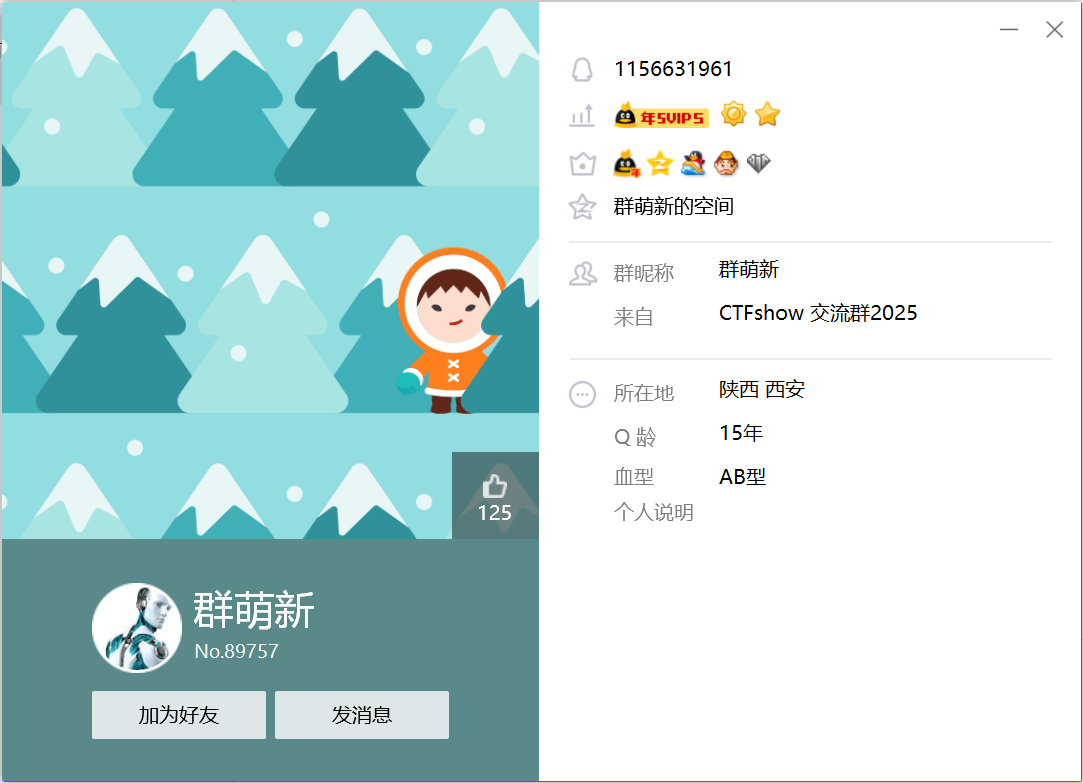 1156631961
年SVIP5
群萌新的空间
群昵称 群萌新
来自 CTFshow 交流群2025
所在地 陕西 西安
Q 龄 15年
血型 AB型
个人说明
125
群萌新
No.89757
加为好友 发消息